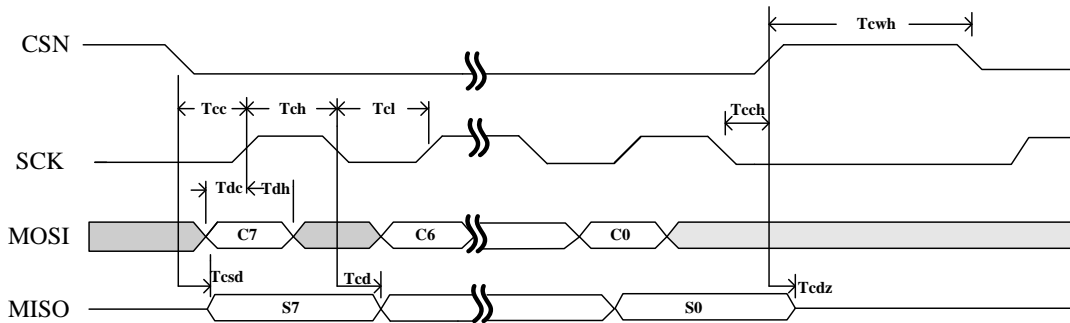 Tcwh
CSN
Tcc Tch Tcl Tcch
SCK
Tdc Tdh
MOSI C7 C6 C0
Tcsd Tcd Tcdz
MISO S7 S0